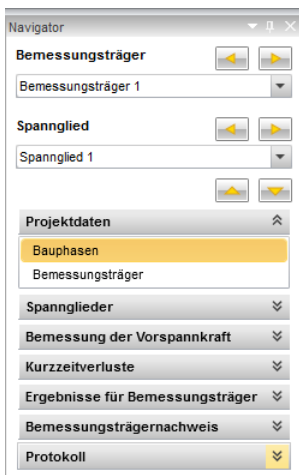 Navigator
Bemessungsträger
Bemessungsträger 1
Spannglied
Spannglied 1
Projektdaten
Bauphasen
Bemessungsträger
Spannglieder
Bemessung der Vorspannkraft
Kurzzeitverluste
Ergebnisse für Bemessungsträger
Bemessungsträgernachweis
Protokoll